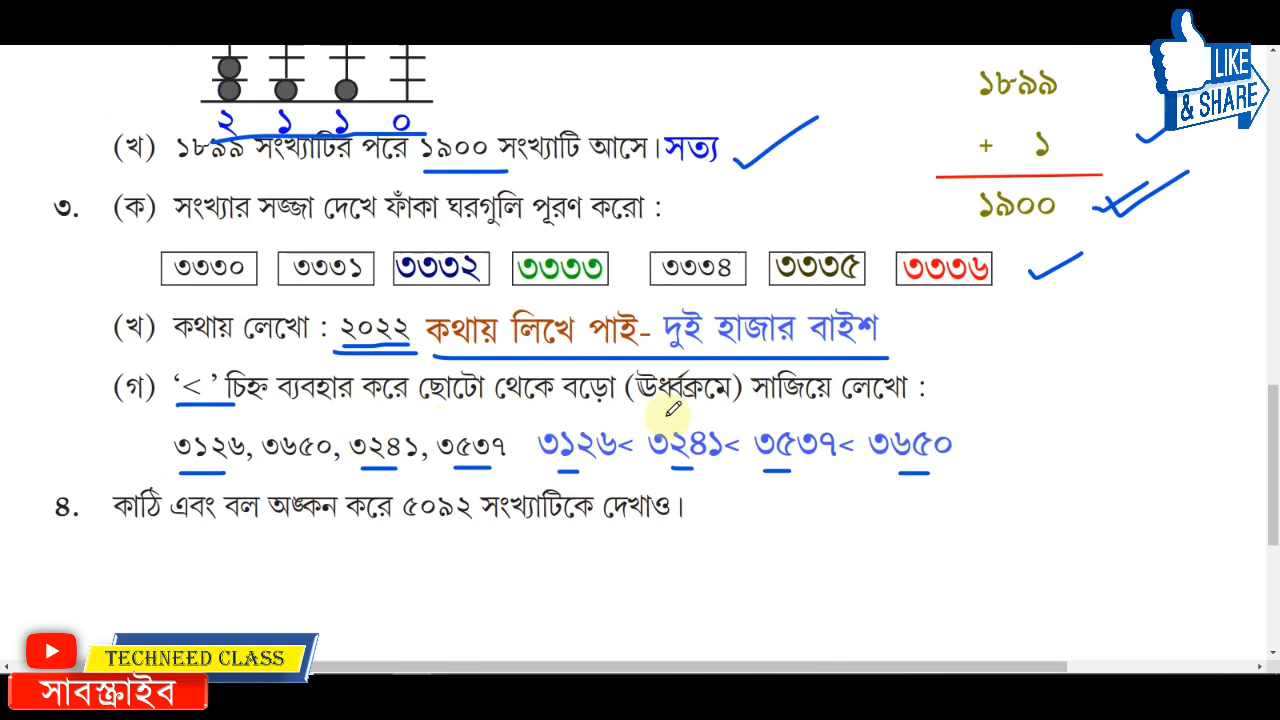 LIKE
& SHARE
২ ১ ১ ০
১৮৯৯
+ ১
১৯০০
(খ) ১৮৯৯ সংখ্যাটির পরে ১৯০০ সংখ্যাটি আসে। সত্য
৩. (ক) সংখ্যার সজ্জা দেখে ফাঁকা ঘরগুলি পূরণ করো :
৩৩৩০ ৩৩৩১ ৩৩৩২ ৩৩৩৩ ৩৩৩৪ ৩৩৩৫ ৩৩৩৬
(খ) কথায় লেখো : ২০২২ কথায় লিখে পাই- দুই হাজার বাইশ
(গ) ‘<’ চিহ্ন ব্যবহার করে ছোটো থেকে বড়ো (ঊর্ধ্বক্রমে) সাজিয়ে লেখো :
৩১২৬, ৩৬৫০, ৩২৪১, ৩৫৩৭ ৩১২৬< ৩২৪১< ৩৫৩৭< ৩৬৫০
৪. কাঠি এবং বল অঙ্কন করে ৫০৯২ সংখ্যাটিকে দেখাও।
TECHNEED CLASS
সাবস্ক্রাইব